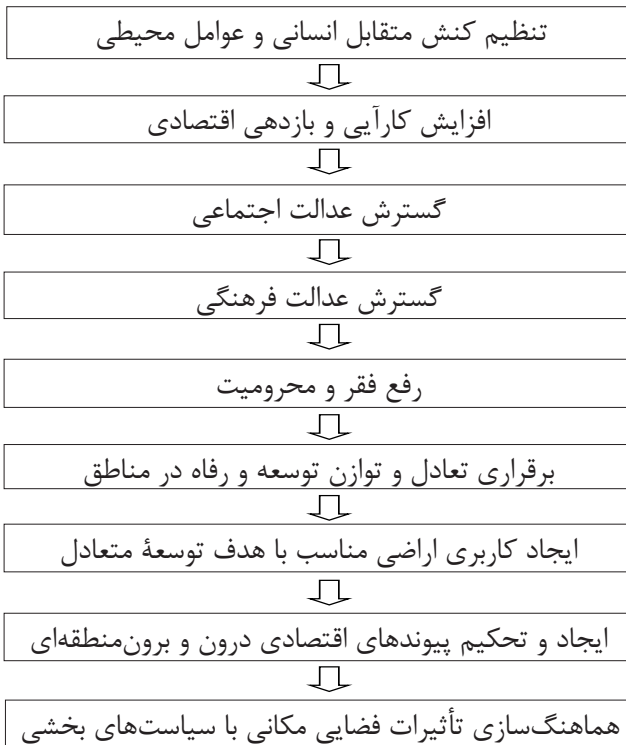 تنظیم کنش متقابل انسانی و عوامل محیطی
افزایش کارآیی و بازدهی اقتصادی
گسترش عدالت اجتماعی
گسترش عدالت فرهنگی
رفع فقر و محرومیت
برقراری تعادل و توازن توسعه و رفاه در مناطق
ایجاد کاربری اراضی مناسب با هدف توسعۀ متعادل
ایجاد و تحکیم پیوندهای اقتصادی درون و برون‌منطقه‌ای
هماهنگ‌سازی تأثیرات فضایی مکانی با سیاست‌های بخشی